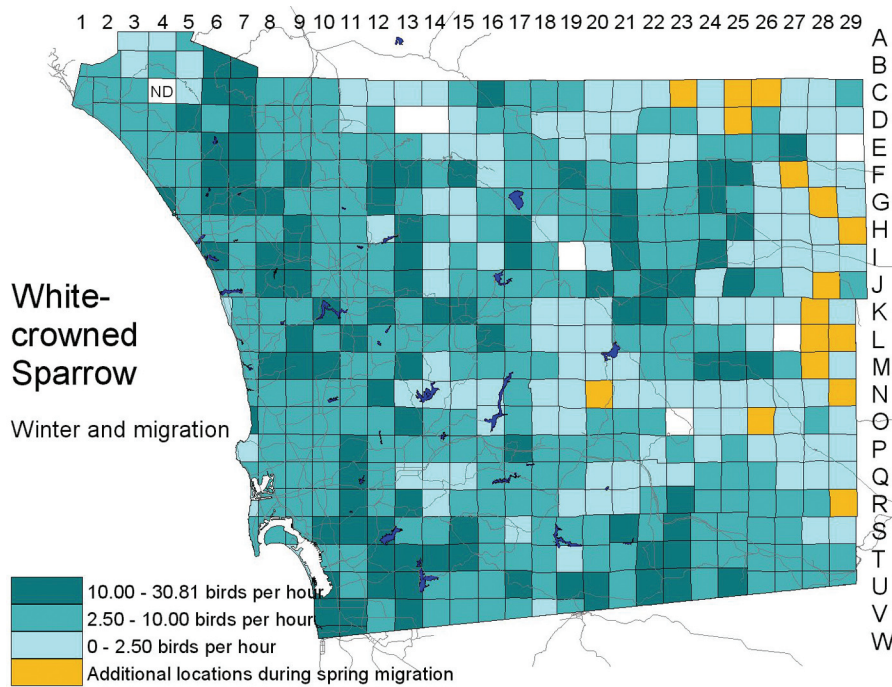 1 2 3 4 5 6 7 8 9 10 11 12 13 14 15 16 17 18 19 20 21 22 23 24 25 26 27 28 29
A
B
C
D
E
F
G
H
I
J
K
L
M
N
O
P
Q
R
S
T
U
V
W
ND
White-
crowned
Sparrow
Winter and migration
10.00 - 30.81 birds per hour
2.50 - 10.00 birds per hour
0 - 2.50 birds per hour
Additional locations during spring migration